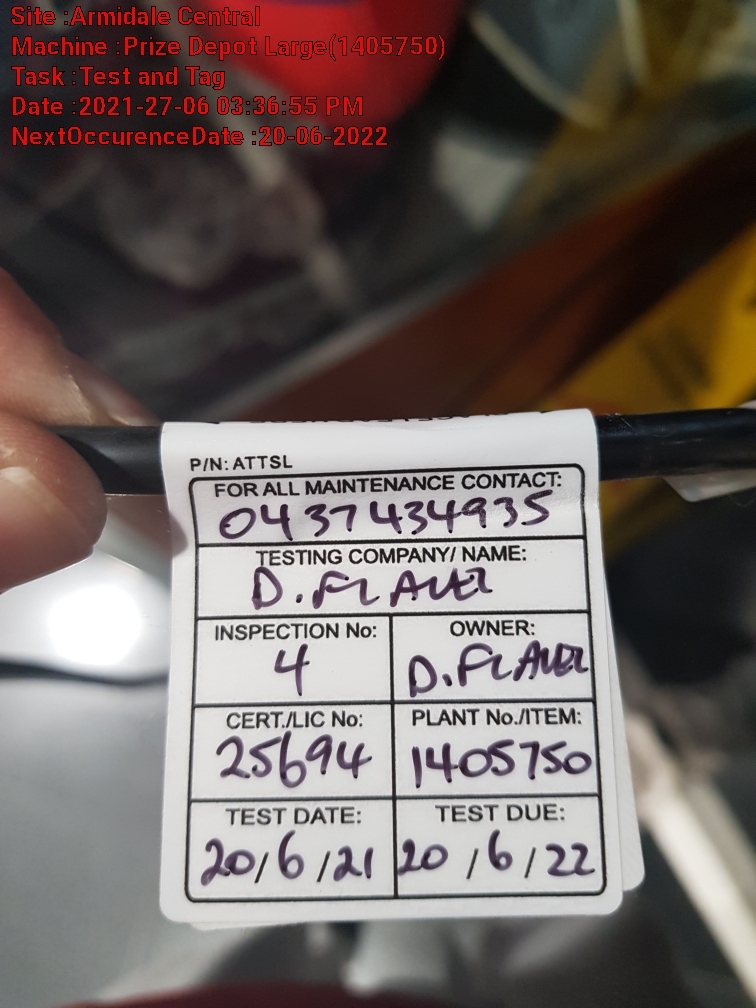 Site :Armidale Central
Machine :Prize Depot Large(1405750)
Task :Test and Tag
Date :2021-27-06 03:36:55 PM
NextOccurenceDate :20-06-2022
P/N: ATTSL
FOR ALL MAINTENANCE CONTACT:
0437434935
TESTING COMPANY/ NAME:
D.
INSPECTION No: OWNER:
4 D.
CERT./LIC No: PLANT No./ITEM:
25694 1405750
TEST DATE: TEST DUE:
20/6/21 20/6/22